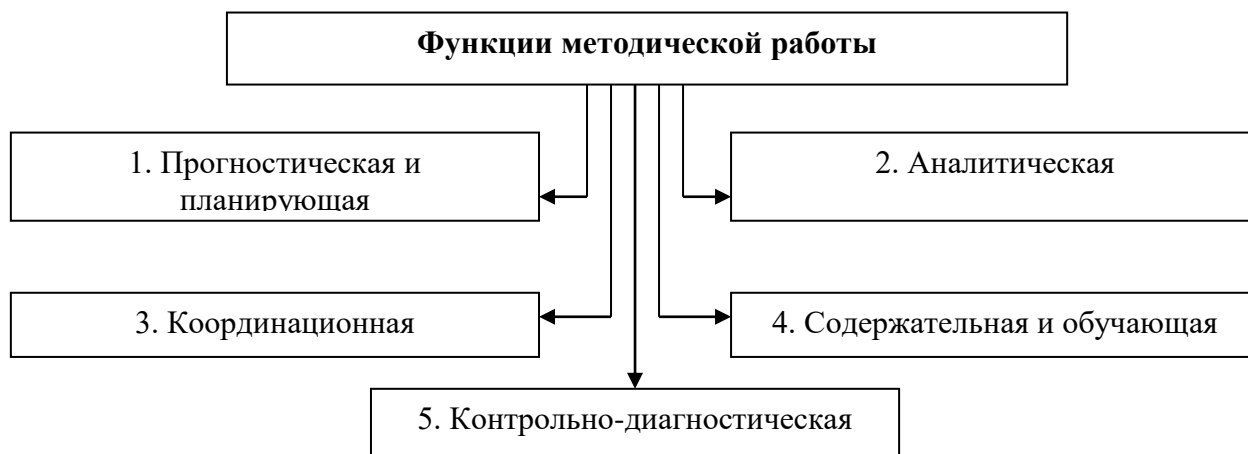 Функции методической работы
1. Прогностическая и
планирующая
2. Аналитическая
3. Координационная
4. Содержательная и обучающая
5. Контрольно-диагностическая